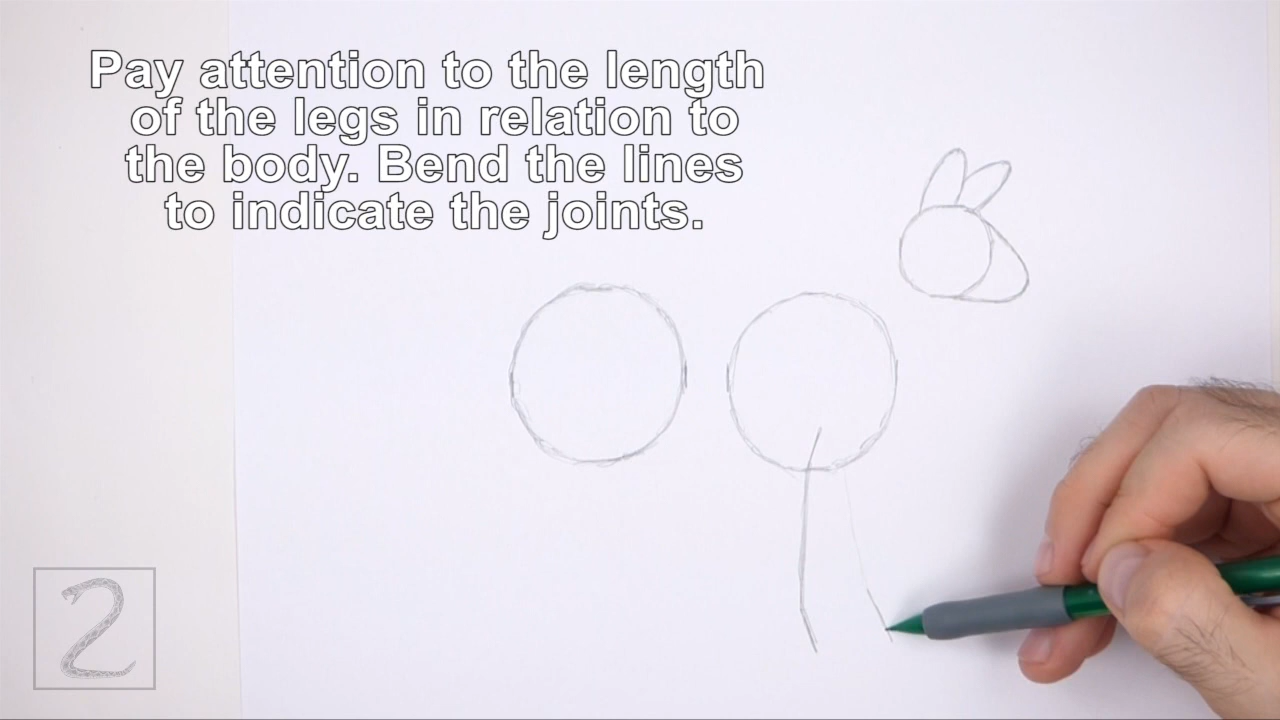 Pay attention to the length
of the legs in relation to
the body. Bend the lines
to indicate the joints.
2